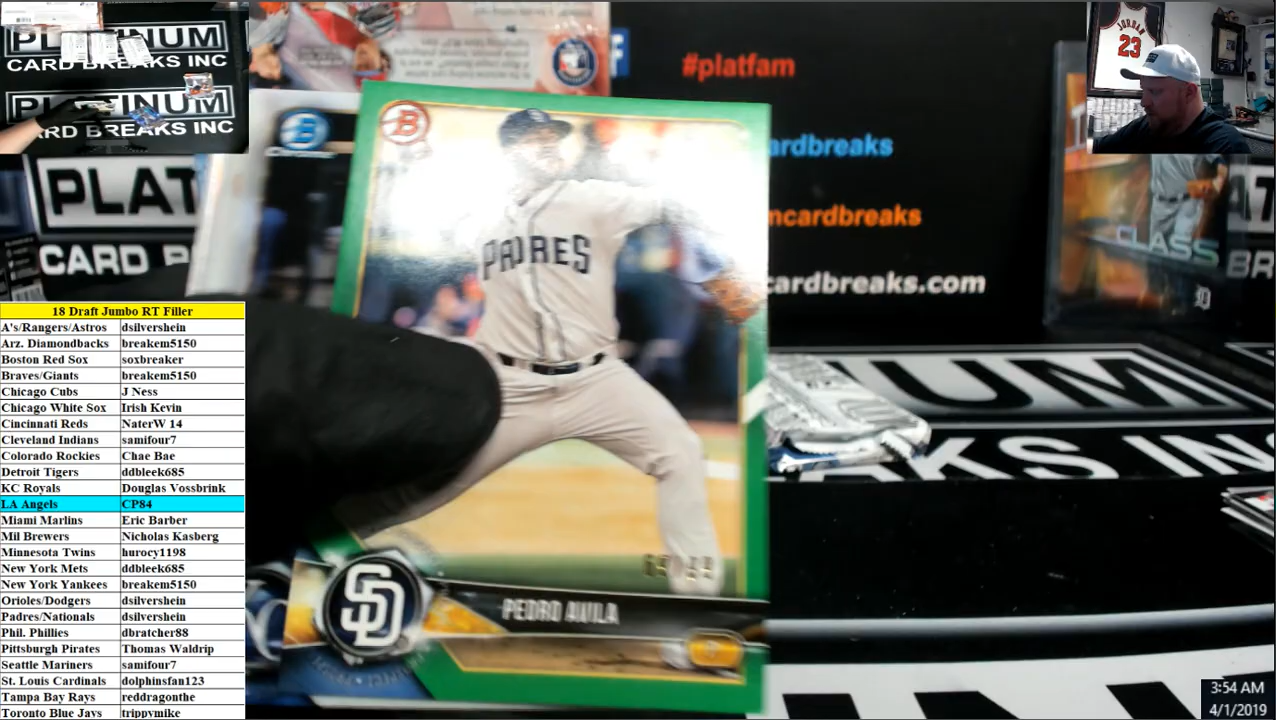 PLATINUM
CARD BREAKS INC
PLATINUM
CARD BREAKS INC
PLAT
CARD
#platfam
ardbreaks
mcardbreaks
cardbreaks.com
JORDAN
23
CLASS
BR
B
PADRES
SD
PEDRO AVILA
UM
AKS INC
18 Draft Jumbo RT Filler
A's/Rangers/Astros dsilvershein
Arz. Diamondbacks breakem5150
Boston Red Sox soxbreaker
Braves/Giants breakem5150
Chicago Cubs J Ness
Chicago White Sox Irish Kevin
Cincinnati Reds NaterW 14
Cleveland Indians samifour7
Colorado Rockies Chae Bae
Detroit Tigers ddbleek685
KC Royals Douglas Vossbrink
LA Angels CP84
Miami Marlins Eric Barber
Mil Brewers Nicholas Kasberg
Minnesota Twins hurocy1198
New York Mets ddbleek685
New York Yankees breakem5150
Orioles/Dodgers dsilvershein
Padres/Nationals dsilvershein
Phil. Phillies dbratcher88
Pittsburgh Pirates Thomas Waldrip
Seattle Mariners samifour7
St. Louis Cardinals dolphinsfan123
Tampa Bay Rays reddragonthe
Toronto Blue Jays trippymike
3:54 AM
4/1/2019